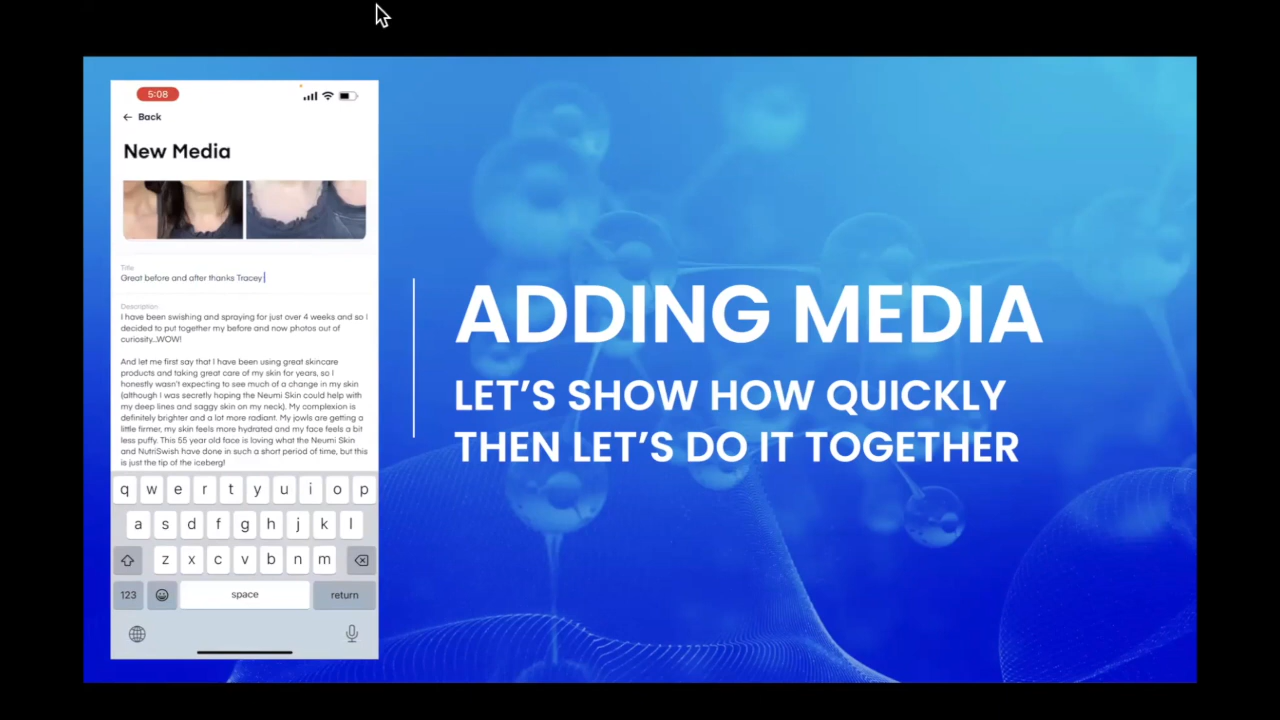 5:08
← Back
New Media
Title
Great before and after thanks Tracey
Description
I have been swishing and spraying for just over 4 weeks and so I
decided to put together my before and now photos out of
curiosity..WOW!
And let me first say that I have been using great skincare
products and taking great care of my skin for years, so I
honestly wasn't expecting to see much of a change in my skin
(although I was secretly hoping the Neumi Skin could help with
my deep lines and saggy skin on my neck). My complexion is
definitely brighter and a lot more radiant. My jowls are getting a
little firmer, my skin feels more hydrated and my face feels a bit
less puffy. This 55 year old face is loving what the Neumi Skin
and NutriSwish have done in such a short period of time, but this
is just the tip of the iceberg!
q w e r t y u i o p
a s d f g h j k l
z x c v b n m
123 space return
ADDING MEDIA
LET'S SHOW HOW QUICKLY
THEN LET'S DO IT TOGETHER